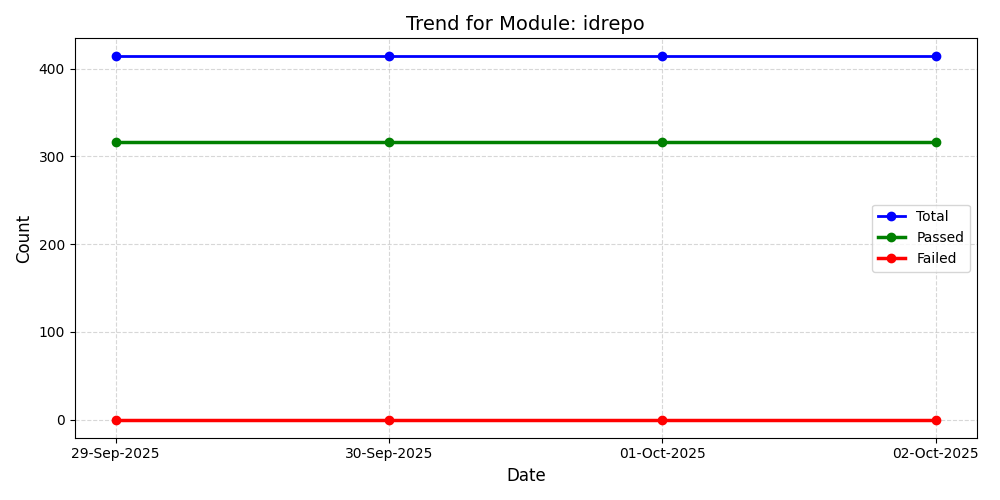 Trend for Module: idrepo
Count
400
300
200
100
0
Total
Passed
Failed
29-Sep-2025
30-Sep-2025
01-Oct-2025
02-Oct-2025
Date